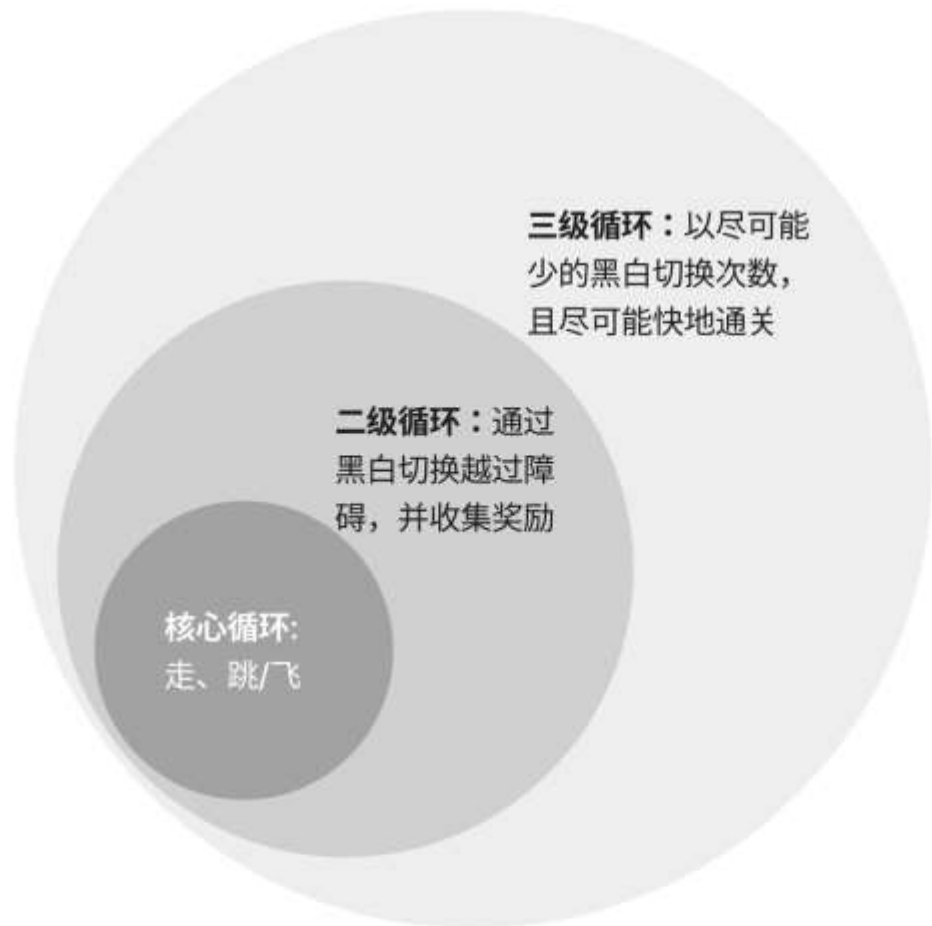 三级循环：以尽可能
少的黑白切换次数，
且尽可能快地通关
二级循环：通过
黑白切换越过障
碍，并收集奖励
核心循环:
走、跳/飞